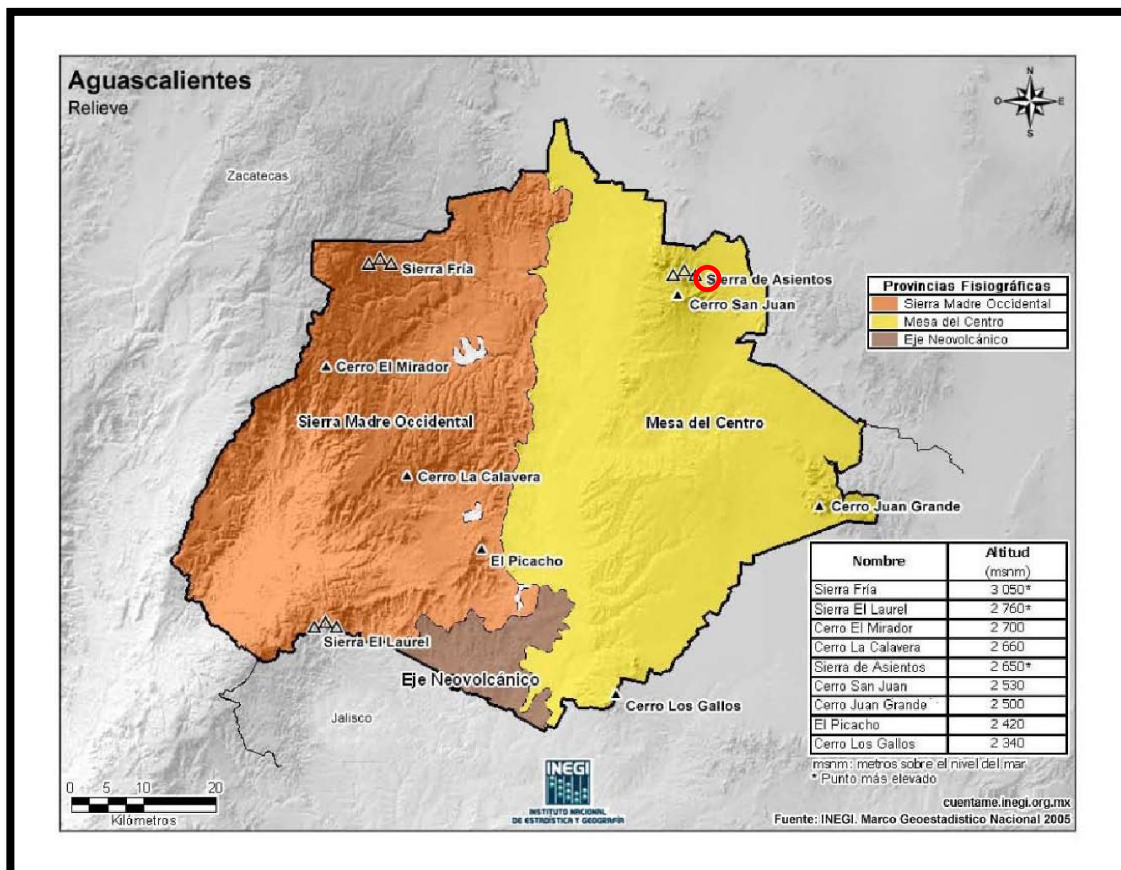 Aguascalientes
Relieve
N
O
E
S
Zacatecas
Sierra Fría
Sierra de Asientos
Cerro San Juan
Provincias Fisiográficas
Sierra Madre Occidental
Mesa del Centro
Eje Neovolcánico
Cerro El Mirador
Sierra Madre Occidental
Mesa del Centro
Cerro La Calavera
Cerro Juan Grande
El Picacho
Sierra El Laurel
Eje Neovolcánico
Cerro Los Gallos
Jalisco
Nombre Altitud
(msnm)
Sierra Fría 3 050*
Sierra El Laurel 2 760*
Cerro El Mirador 2 700
Cerro La Calavera 2 660
Sierra de Asientos 2 650*
Cerro San Juan 2 530
Cerro Juan Grande 2 500
El Picacho 2 420
Cerro Los Gallos 2 340
msnm: metros sobre el nivel del mar
* Punto más elevado
0 5 10 20
Kilómetros
INEGI
INSTITUTO NACIONAL
DE ESTADÍSTICA Y GEOGRAFÍA
cuentame.inegi.org.mx
Fuente: INEGI. Marco Geoestadístico Nacional 2005